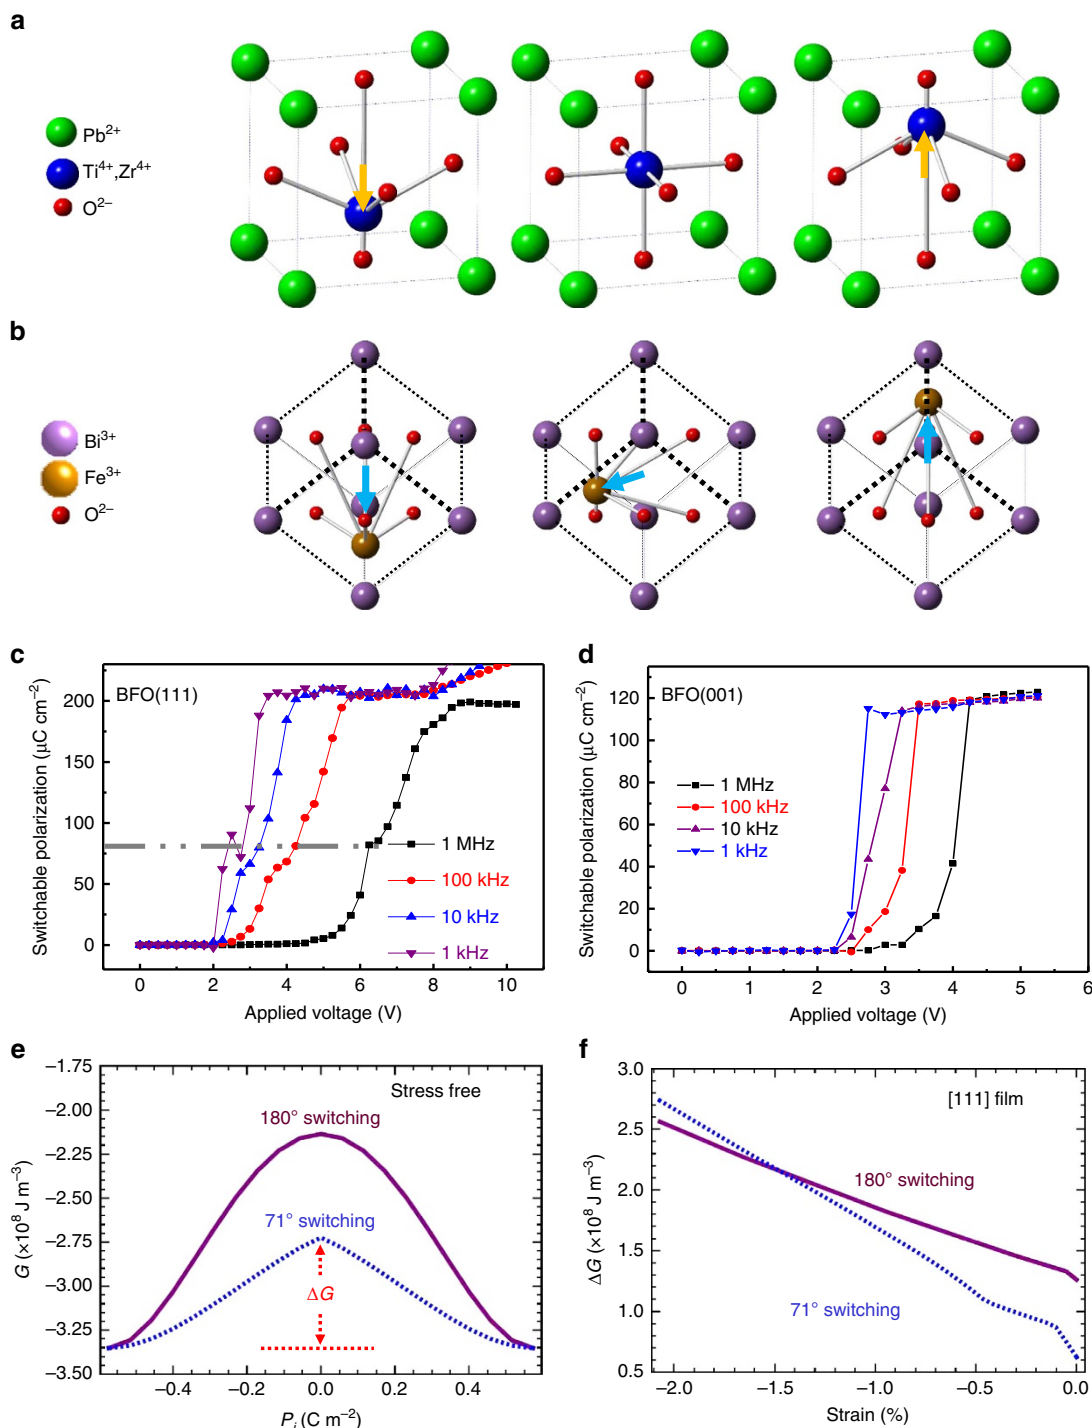 a
Pb²⁺
Ti⁴⁺,Zr⁴⁺
O²⁻
b
Bi³⁺
Fe³⁺
O²⁻
c
BFO(111)
Switchable polarization (μC cm⁻²)
200
150
100
50
0
1 MHz
100 kHz
10 kHz
1 kHz
0 2 4 6 8 10
Applied voltage (V)
d
BFO(001)
Switchable polarization (μC cm⁻²)
120
100
80
60
40
20
0
1 MHz
100 kHz
10 kHz
1 kHz
0 1 2 3 4 5 6
Applied voltage (V)
e
Stress free
180° switching
71° switching
ΔG
G (×10⁸ J m⁻³)
−1.75
−2.00
−2.25
−2.50
−2.75
−3.00
−3.25
−3.50
−0.4 −0.2 0.0 0.2 0.4
Pᵢ (C m⁻²)
f
[111] film
180° switching
71° switching
ΔG (×10⁸ J m⁻³)
3.0
2.5
2.0
1.5
1.0
0.5
−2.0 −1.5 −1.0 −0.5 0.0
Strain (%)